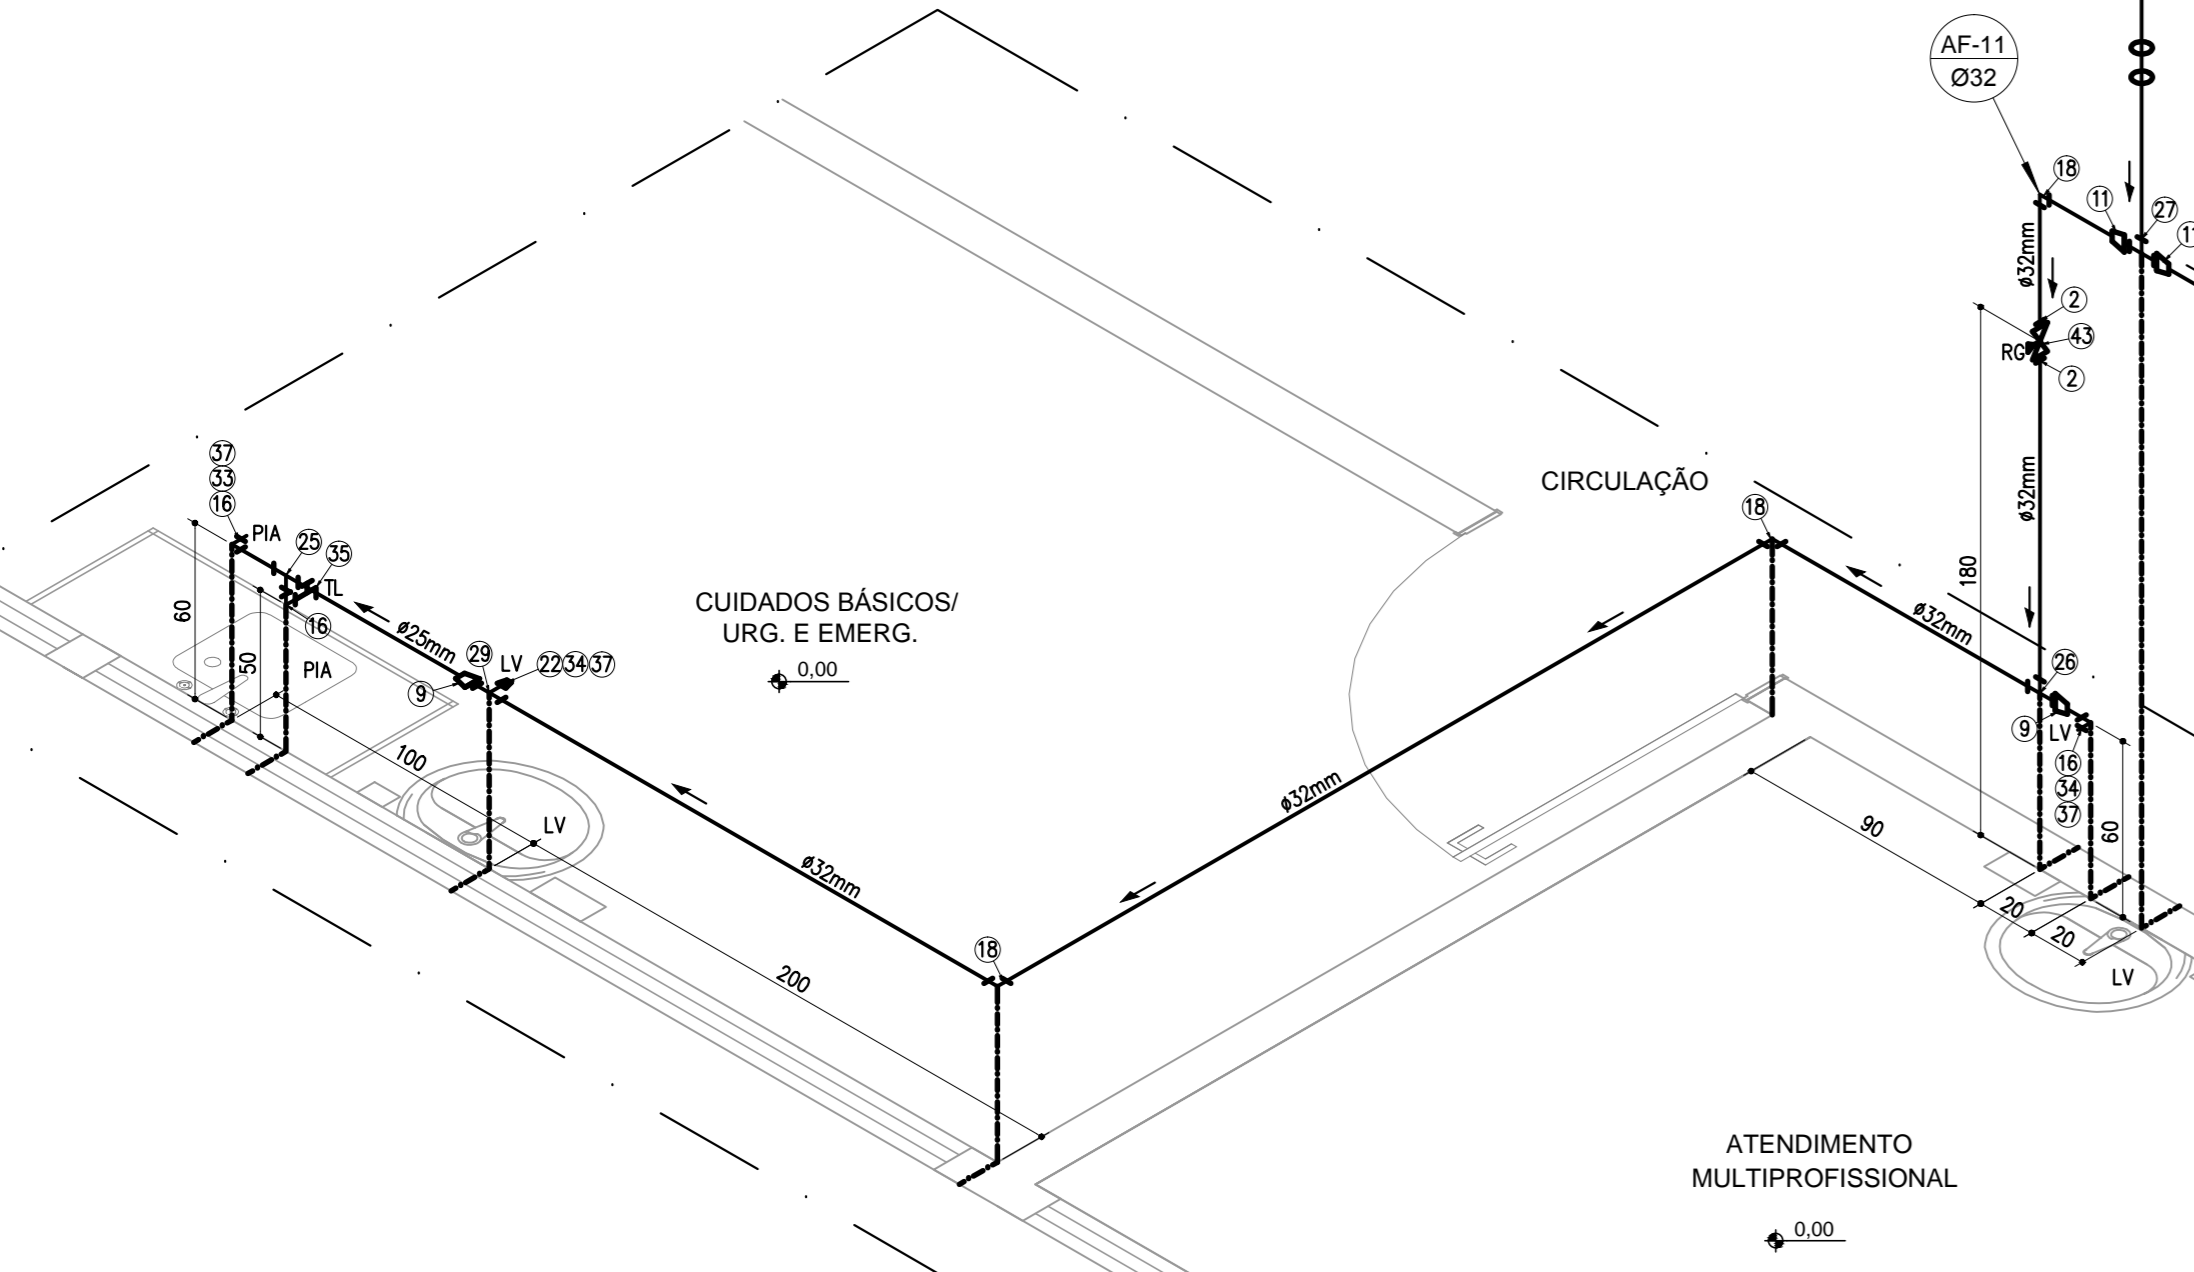 AF-11
Ø32
18
11
27
ø32mm
2
43
RG
2
ø32mm
180
CIRCULAÇÃO
18
37
33
16
PIA
25
35
TL
60
16
50
PIA
ø25mm
29
LV
22 34 37
9
CUIDADOS BÁSICOS/
URG. E EMERG.
0,00
ø32mm
26
9
LV
16
34
37
60
100
LV
ø32mm
ø32mm
90
20
20
LV
18
200
ATENDIMENTO
MULTIPROFISSIONAL
0,00